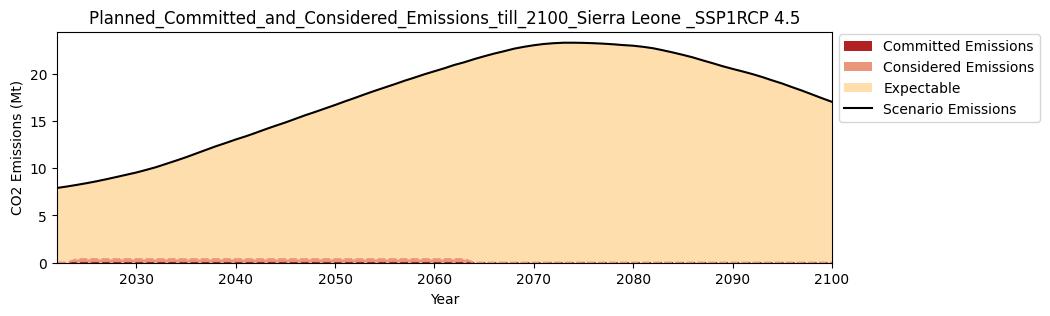 Planned_Committed_and_Considered_Emissions_till_2100_Sierra Leone _SSP1RCP 4.5
Committed Emissions
Considered Emissions
Expectable
Scenario Emissions
CO2 Emissions (Mt)
20
15
10
5
0
2030 2040 2050 2060 2070 2080 2090 2100
Year